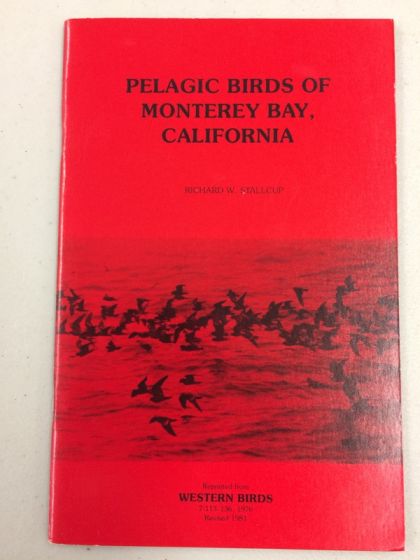 PELAGIC BIRDS OF
MONTEREY BAY,
CALIFORNIA
RICHARD W. STALLCUP
Reprinted from
WESTERN BIRDS
7:113-136, 1976
Revised 1981